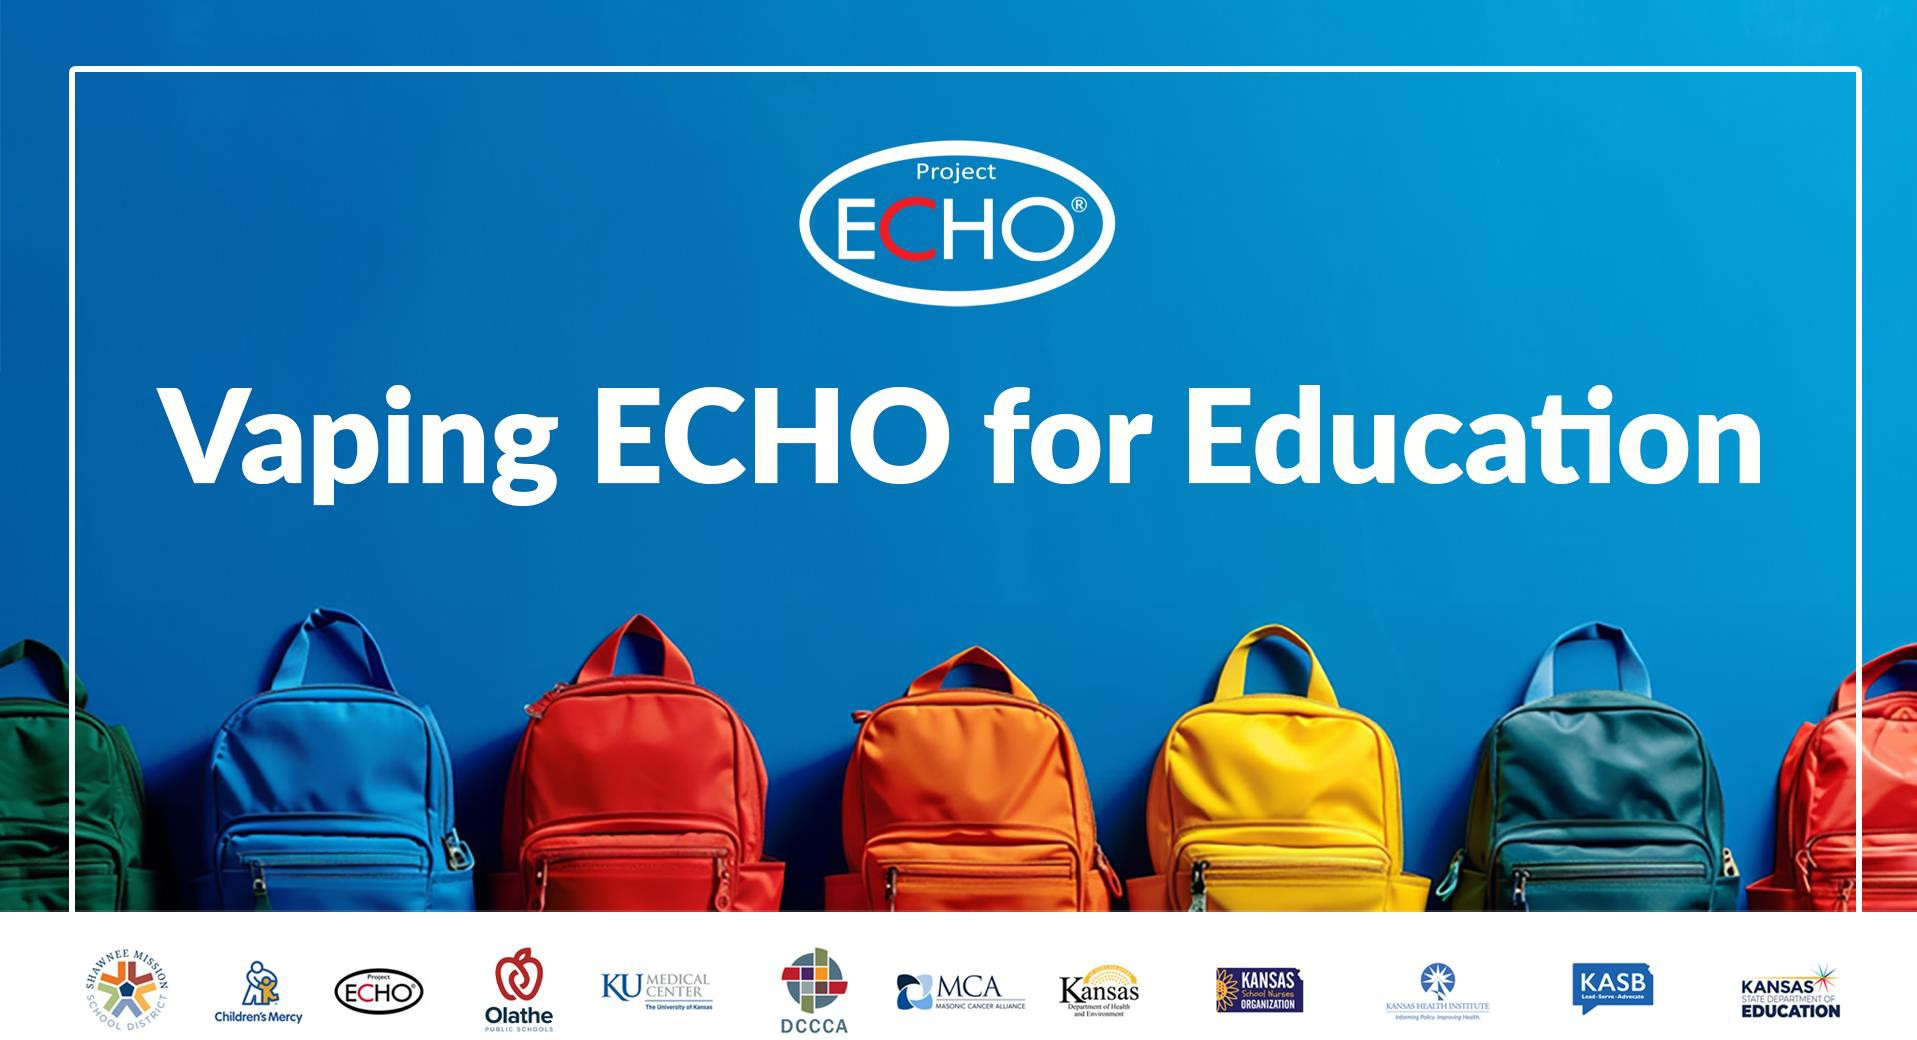 Project
ECHO®
Vaping ECHO for Education
SHAWNEE MISSION
SCHOOL DISTRICT
Children's Mercy
Project
ECHO®
Olathe
PUBLIC SCHOOLS
KU MEDICAL
CENTER
The University of Kansas
DCCCA
MCA
MASONIC CANCER ALLIANCE
Kansas
Department of Health
and Environment
KANSAS
School Nurses
ORGANIZATION
KANSAS HEALTH INSTITUTE
Informing Policy. Improving Health.
KASB
Lead · Serve · Advocate
KANSAS
STATE DEPARTMENT OF
EDUCATION